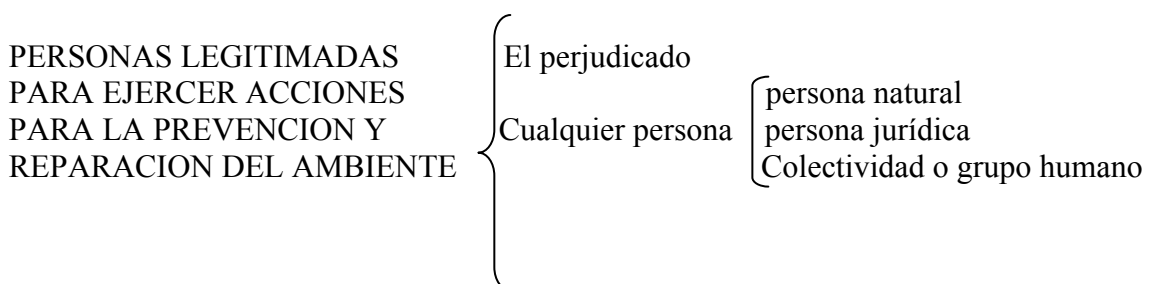 PERSONAS LEGITIMADAS
PARA EJERCER ACCIONES
PARA LA PREVENCION Y
REPARACION DEL AMBIENTE
El perjudicado
Cualquier persona
persona natural
persona jurídica
Colectividad o grupo humano